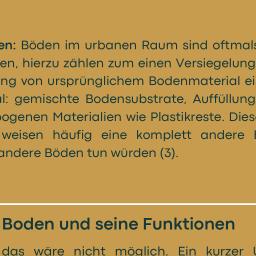 en: Böden im urbanen Raum sind oftmals
en, hierzu zählen zum einen Versiegelung
ng von ursprünglichem Bodenmaterial ei
l: gemischte Bodensubstrate, Auffüllung
ogenen Materialien wie Plastikreste. Dies
weisen häufig eine komplett andere
andere Böden tun würden (3).
Boden und seine Funktionen
das wäre nicht möglich. Ein kurzer